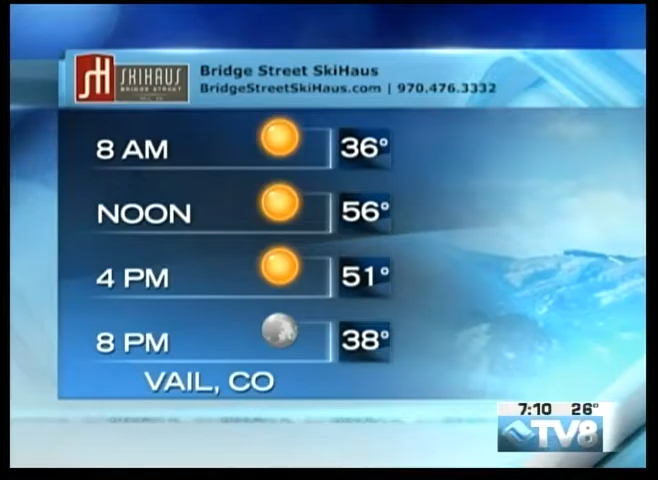 SH SKIHAUS
BRIDGE STREET
Bridge Street SkiHaus
BridgeStreetSkiHaus.com | 970.476.3332
8 AM 36°
NOON 56°
4 PM 51°
8 PM 38°
VAIL, CO
7:10 26°
TV8